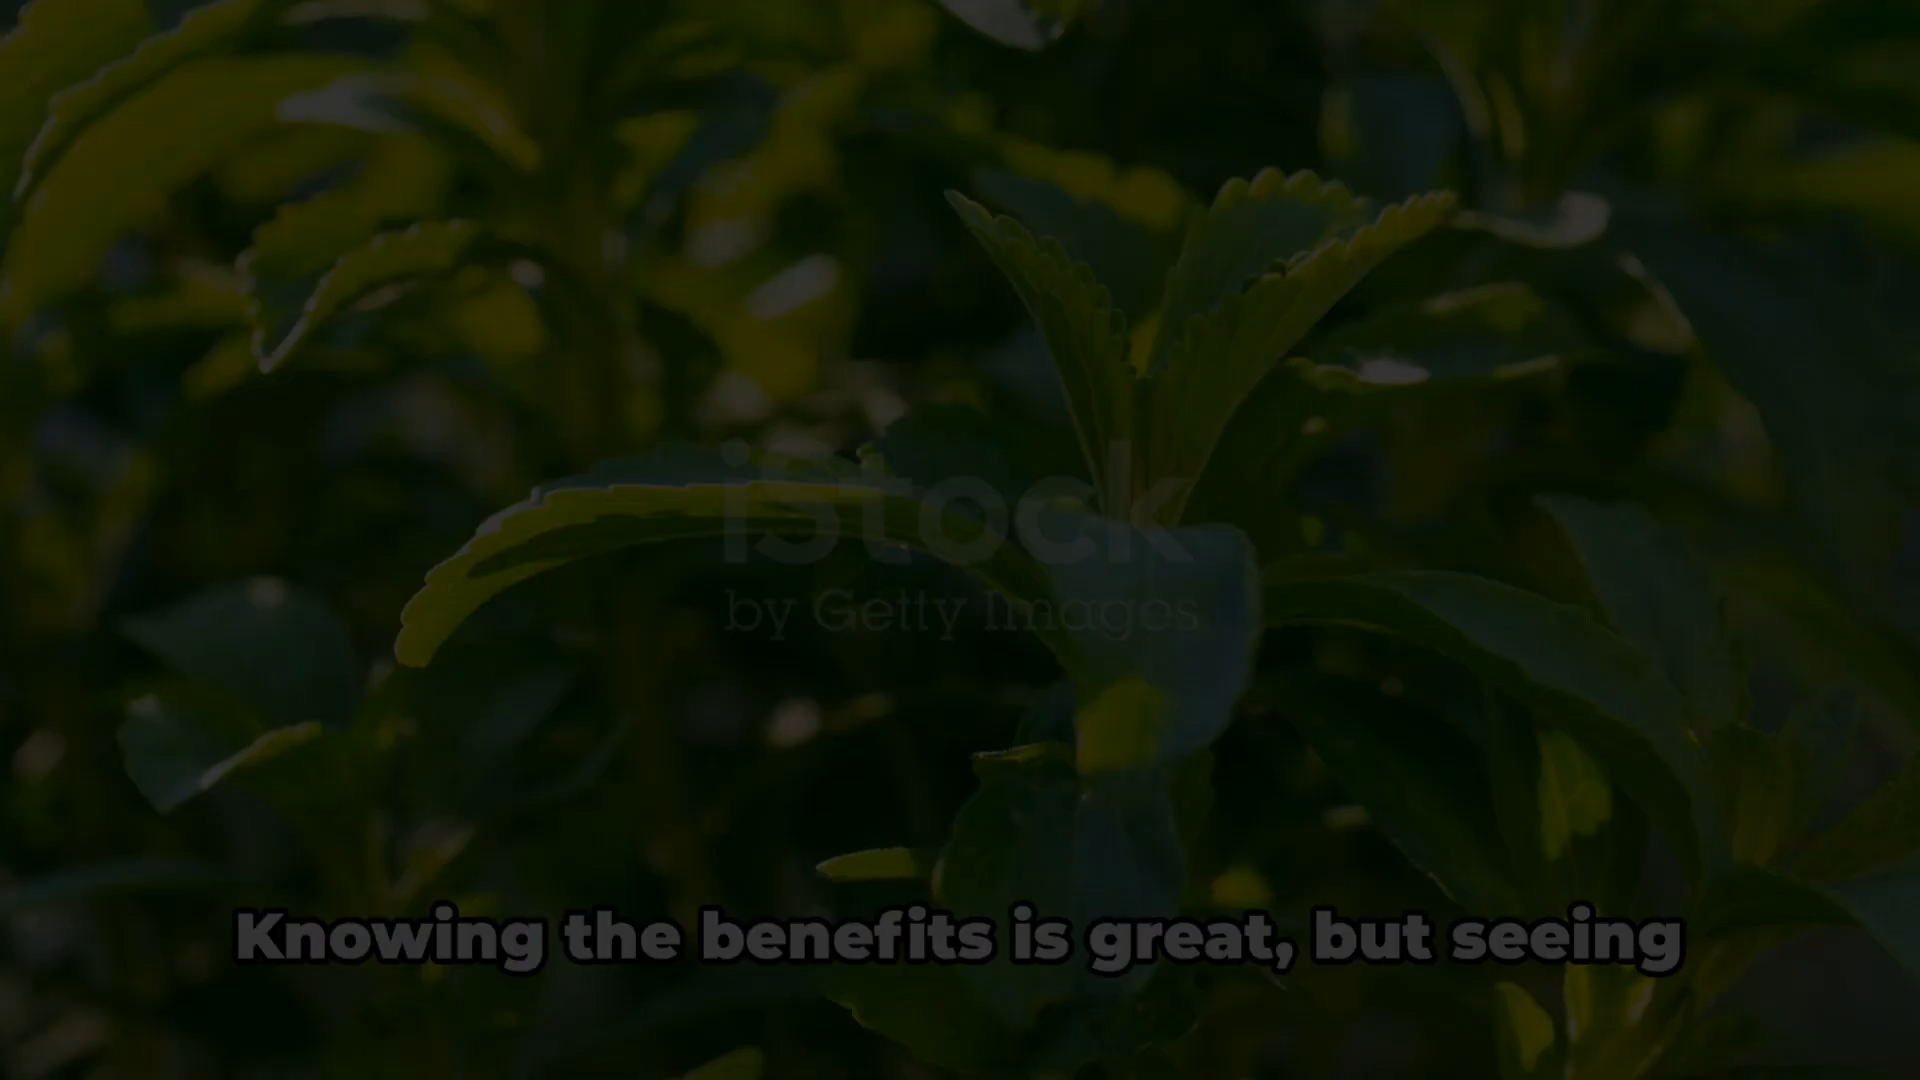 iStock
by Getty Images
Knowing the benefits is great, but seeing